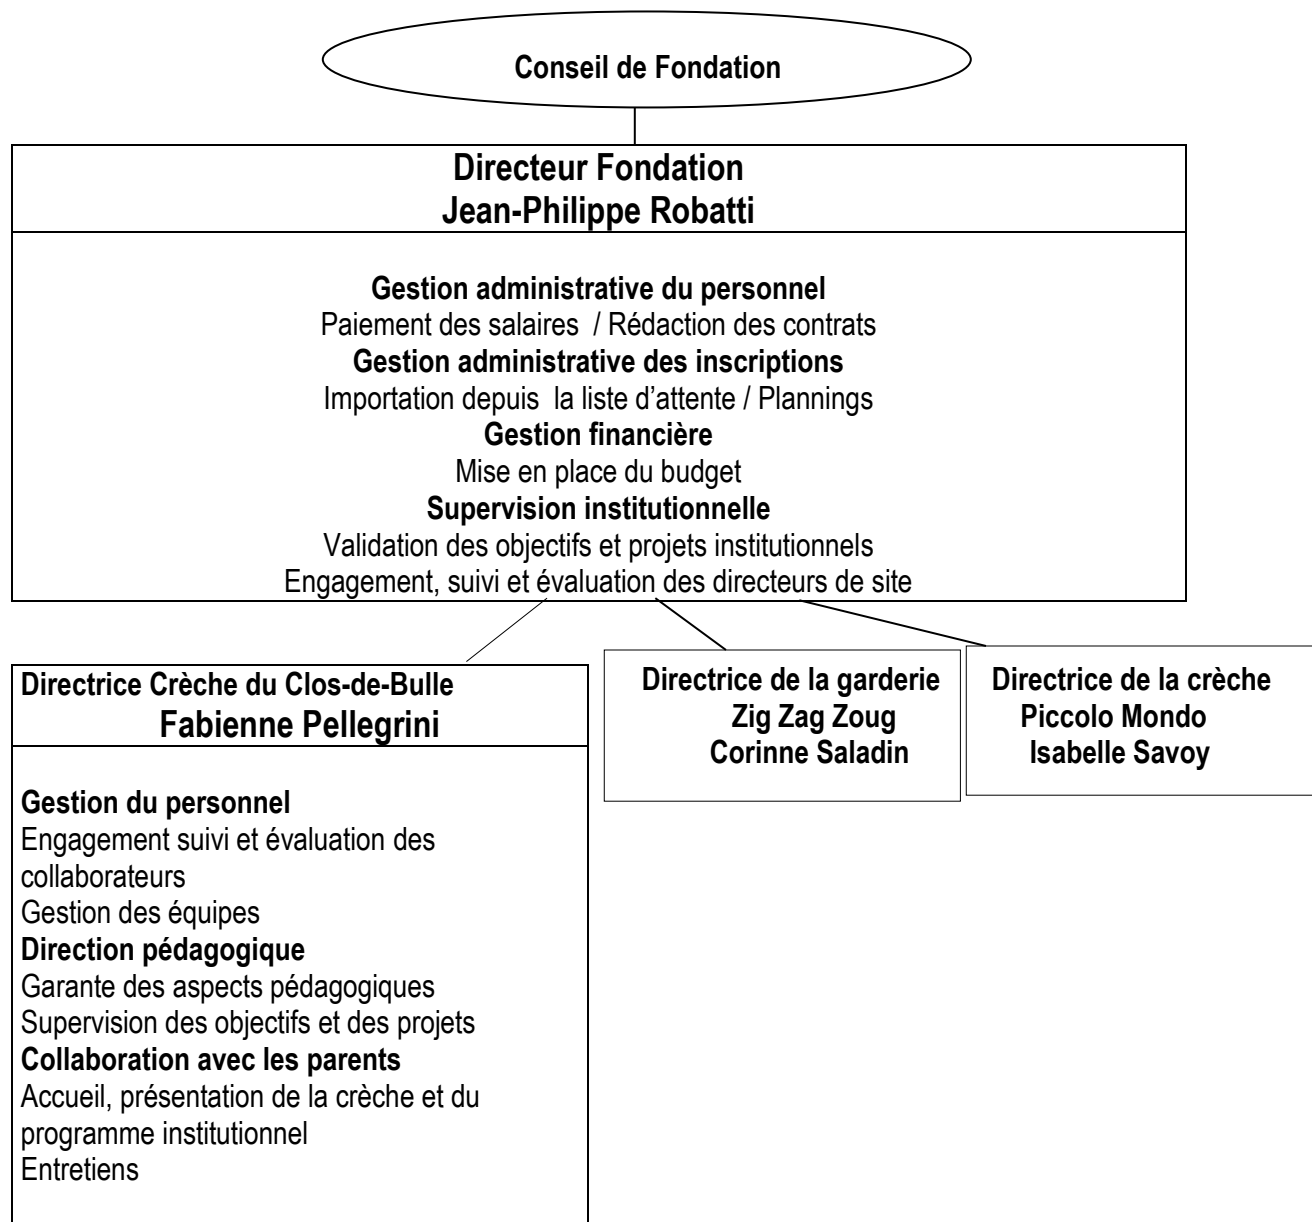 Conseil de Fondation
Directeur Fondation
Jean-Philippe Robatti
Gestion administrative du personnel
Paiement des salaires / Rédaction des contrats
Gestion administrative des inscriptions
Importation depuis la liste d'attente / Plannings
Gestion financière
Mise en place du budget
Supervision institutionnelle
Validation des objectifs et projets institutionnels
Engagement, suivi et évaluation des directeurs de site
Directrice Crèche du Clos-de-Bulle
Fabienne Pellegrini
Gestion du personnel
Engagement suivi et évaluation des
collaborateurs
Gestion des équipes
Direction pédagogique
Garante des aspects pédagogiques
Supervision des objectifs et des projets
Collaboration avec les parents
Accueil, présentation de la crèche et du
programme institutionnel
Entretiens
Directrice de la garderie
Zig Zag Zoug
Corinne Saladin
Directrice de la crèche
Piccolo Mondo
Isabelle Savoy